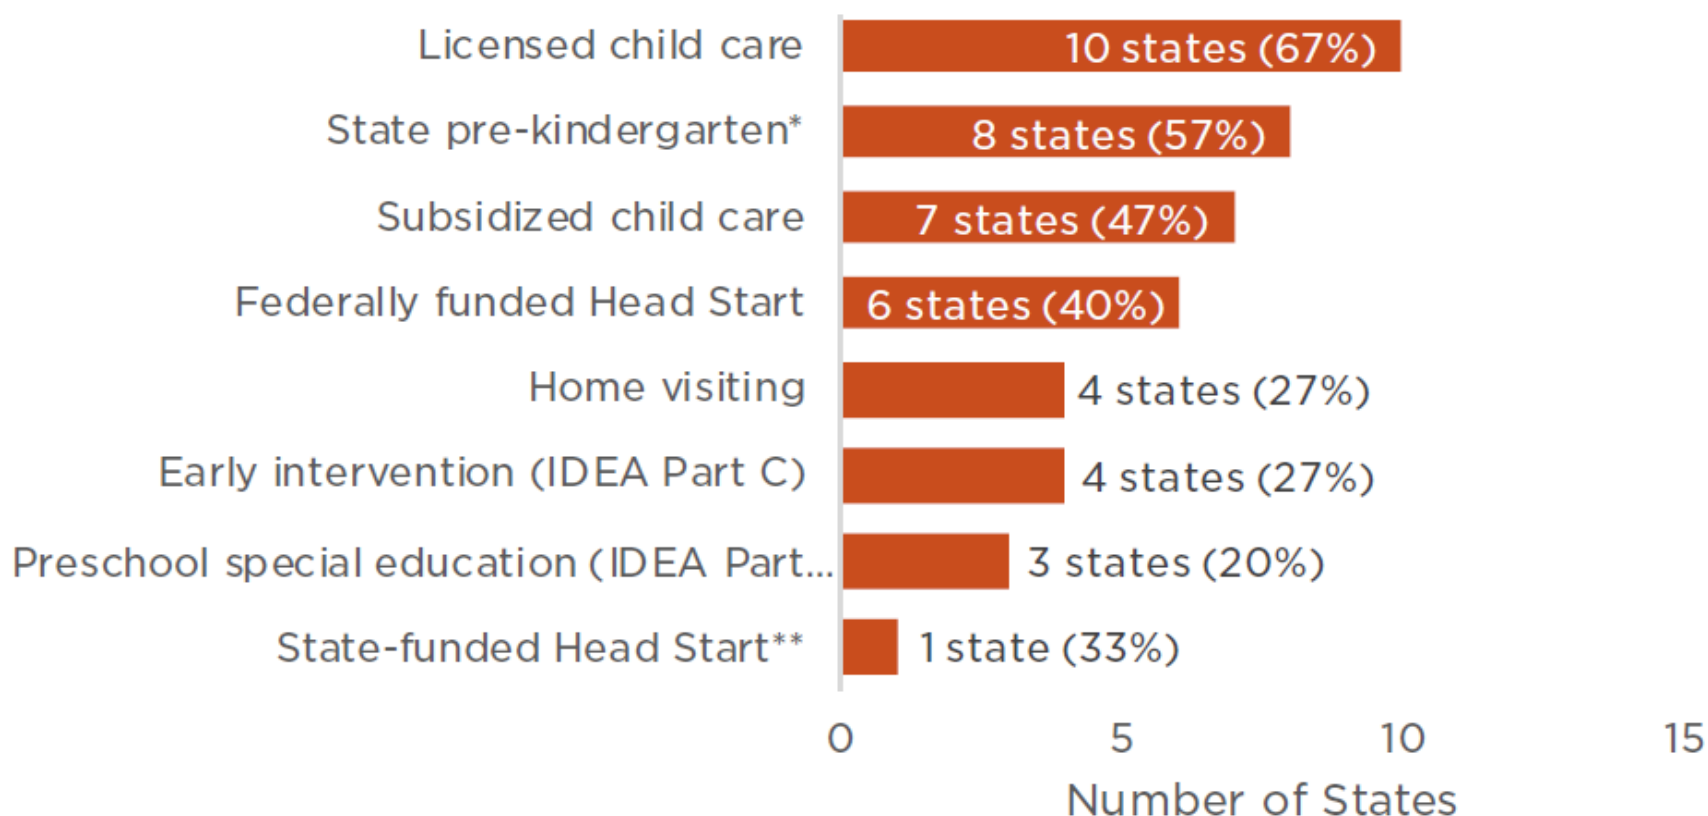 Licensed child care 10 states (67%)
State pre-kindergarten* 8 states (57%)
Subsidized child care 7 states (47%)
Federally funded Head Start 6 states (40%)
Home visiting 4 states (27%)
Early intervention (IDEA Part C) 4 states (27%)
Preschool special education (IDEA Part... 3 states (20%)
State-funded Head Start** 1 state (33%)
0 5 10 15
Number of States